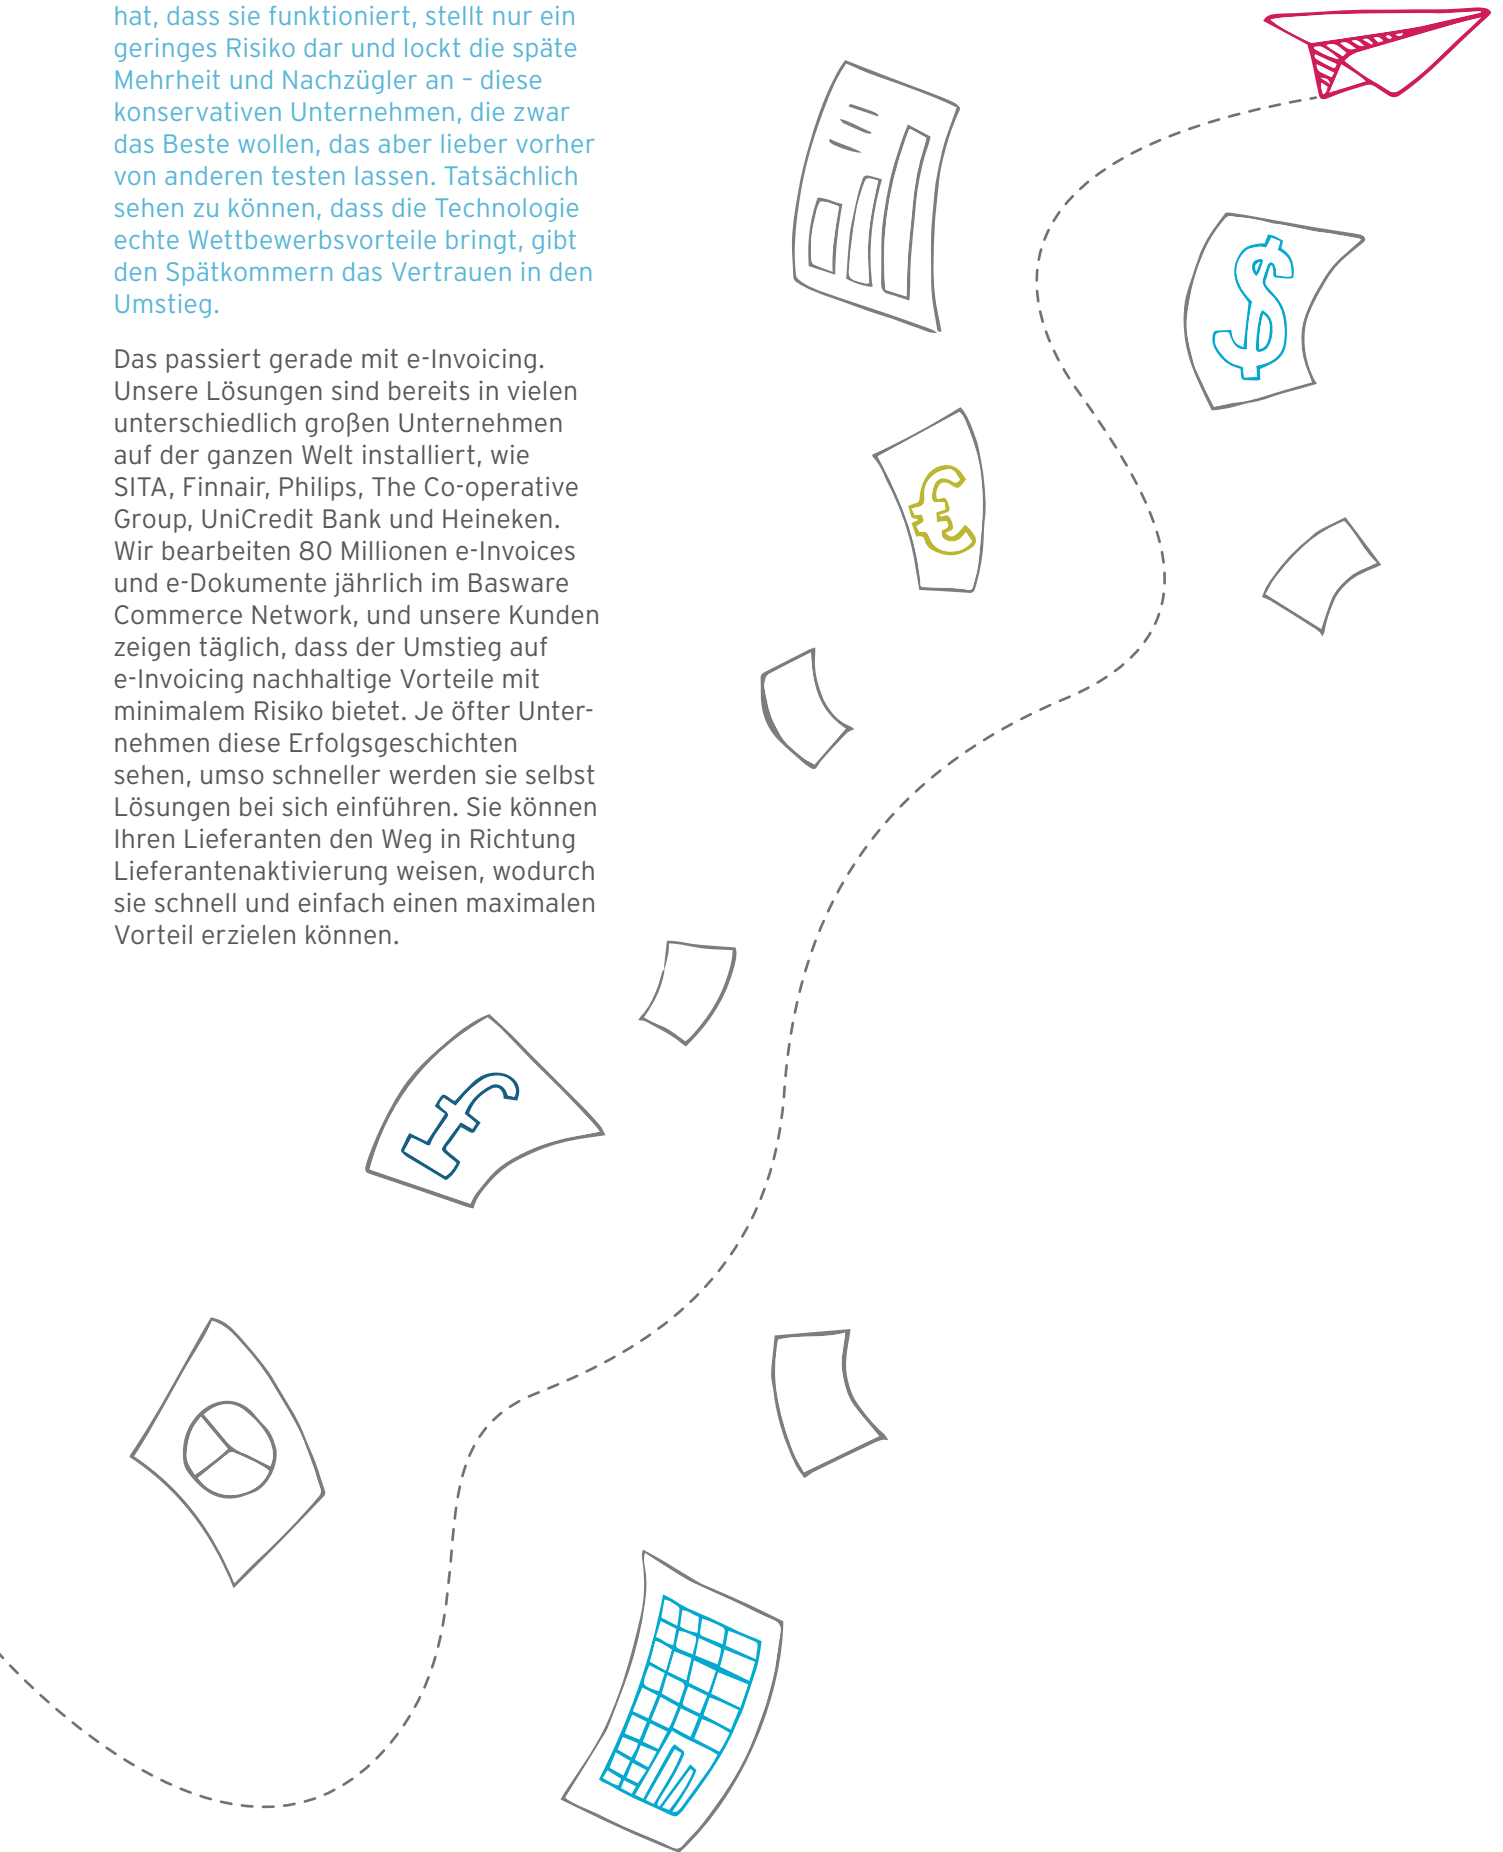 hat, dass sie funktioniert, stellt nur ein
geringes Risiko dar und lockt die späte
Mehrheit und Nachzügler an – diese
konservativen Unternehmen, die zwar
das Beste wollen, das aber lieber vorher
von anderen testen lassen. Tatsächlich
sehen zu können, dass die Technologie
echte Wettbewerbsvorteile bringt, gibt
den Spätkommern das Vertrauen in den
Umstieg.
Das passiert gerade mit e-Invoicing.
Unsere Lösungen sind bereits in vielen
unterschiedlich großen Unternehmen
auf der ganzen Welt installiert, wie
SITA, Finnair, Philips, The Co-operative
Group, UniCredit Bank und Heineken.
Wir bearbeiten 80 Millionen e-Invoices
und e-Dokumente jährlich im Basware
Commerce Network, und unsere Kunden
zeigen täglich, dass der Umstieg auf
e-Invoicing nachhaltige Vorteile mit
minimalem Risiko bietet. Je öfter Unter-
nehmen diese Erfolgsgeschichten
sehen, umso schneller werden sie selbst
Lösungen bei sich einführen. Sie können
Ihren Lieferanten den Weg in Richtung
Lieferantenaktivierung weisen, wodurch
sie schnell und einfach einen maximalen
Vorteil erzielen können.
$
€
£